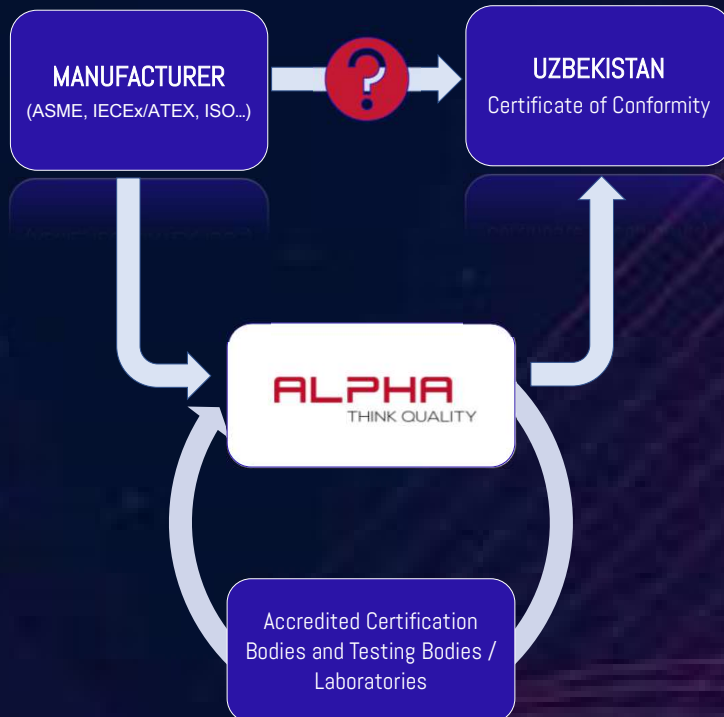 MANUFACTURER
(ASME, IECEx/ATEX, ISO…)
?
UZBEKISTAN
Certificate of Conformity
ALPHA
THINK QUALITY
Accredited Certification
Bodies and Testing Bodies /
Laboratories